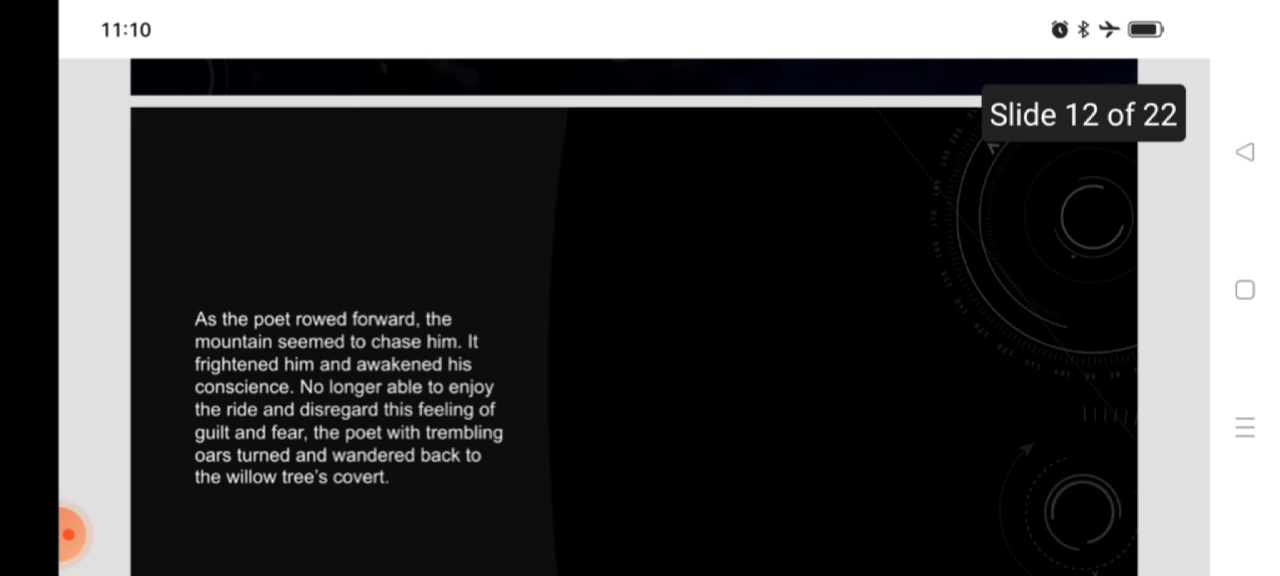 11:10
Slide 12 of 22
As the poet rowed forward, the
mountain seemed to chase him. It
frightened him and awakened his
conscience. No longer able to enjoy
the ride and disregard this feeling of
guilt and fear, the poet with trembling
oars turned and wandered back to
the willow tree's covert.